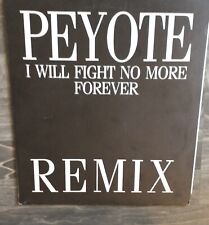 PEYOTE
I WILL FIGHT NO MORE
FOREVER
REMIX